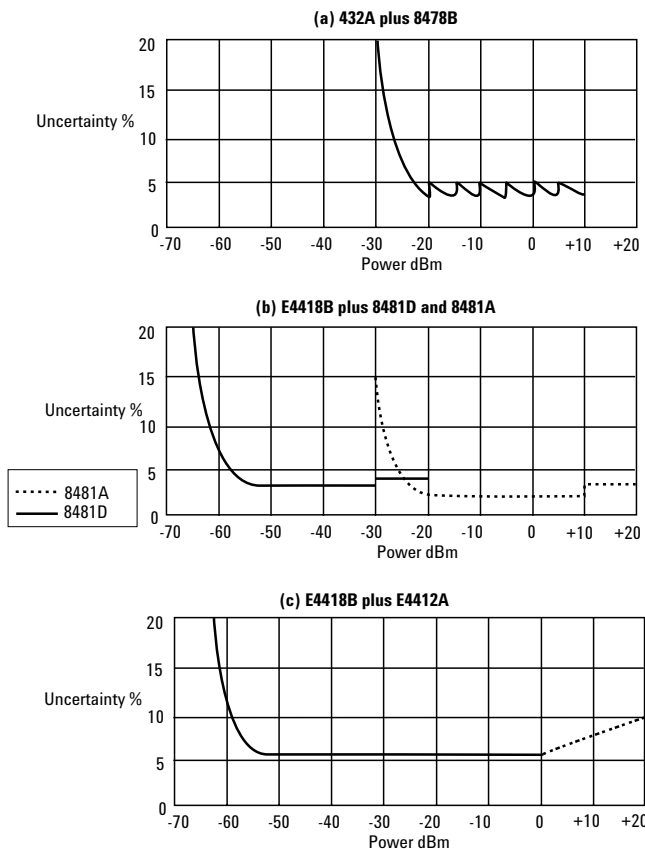 (a) 432A plus 8478B
20
15
Uncertainty %
10
5
0
-70 -60 -50 -40 -30 -20 -10 0 +10 +20
Power dBm
(b) E4418B plus 8481D and 8481A
20
15
Uncertainty %
10
5
8481A
8481D
0
-70 -60 -50 -40 -30 -20 -10 0 +10 +20
Power dBm
(c) E4418B plus E4412A
20
15
Uncertainty %
10
5
0
-70 -60 -50 -40 -30 -20 -10 0 +10 +20
Power dBm